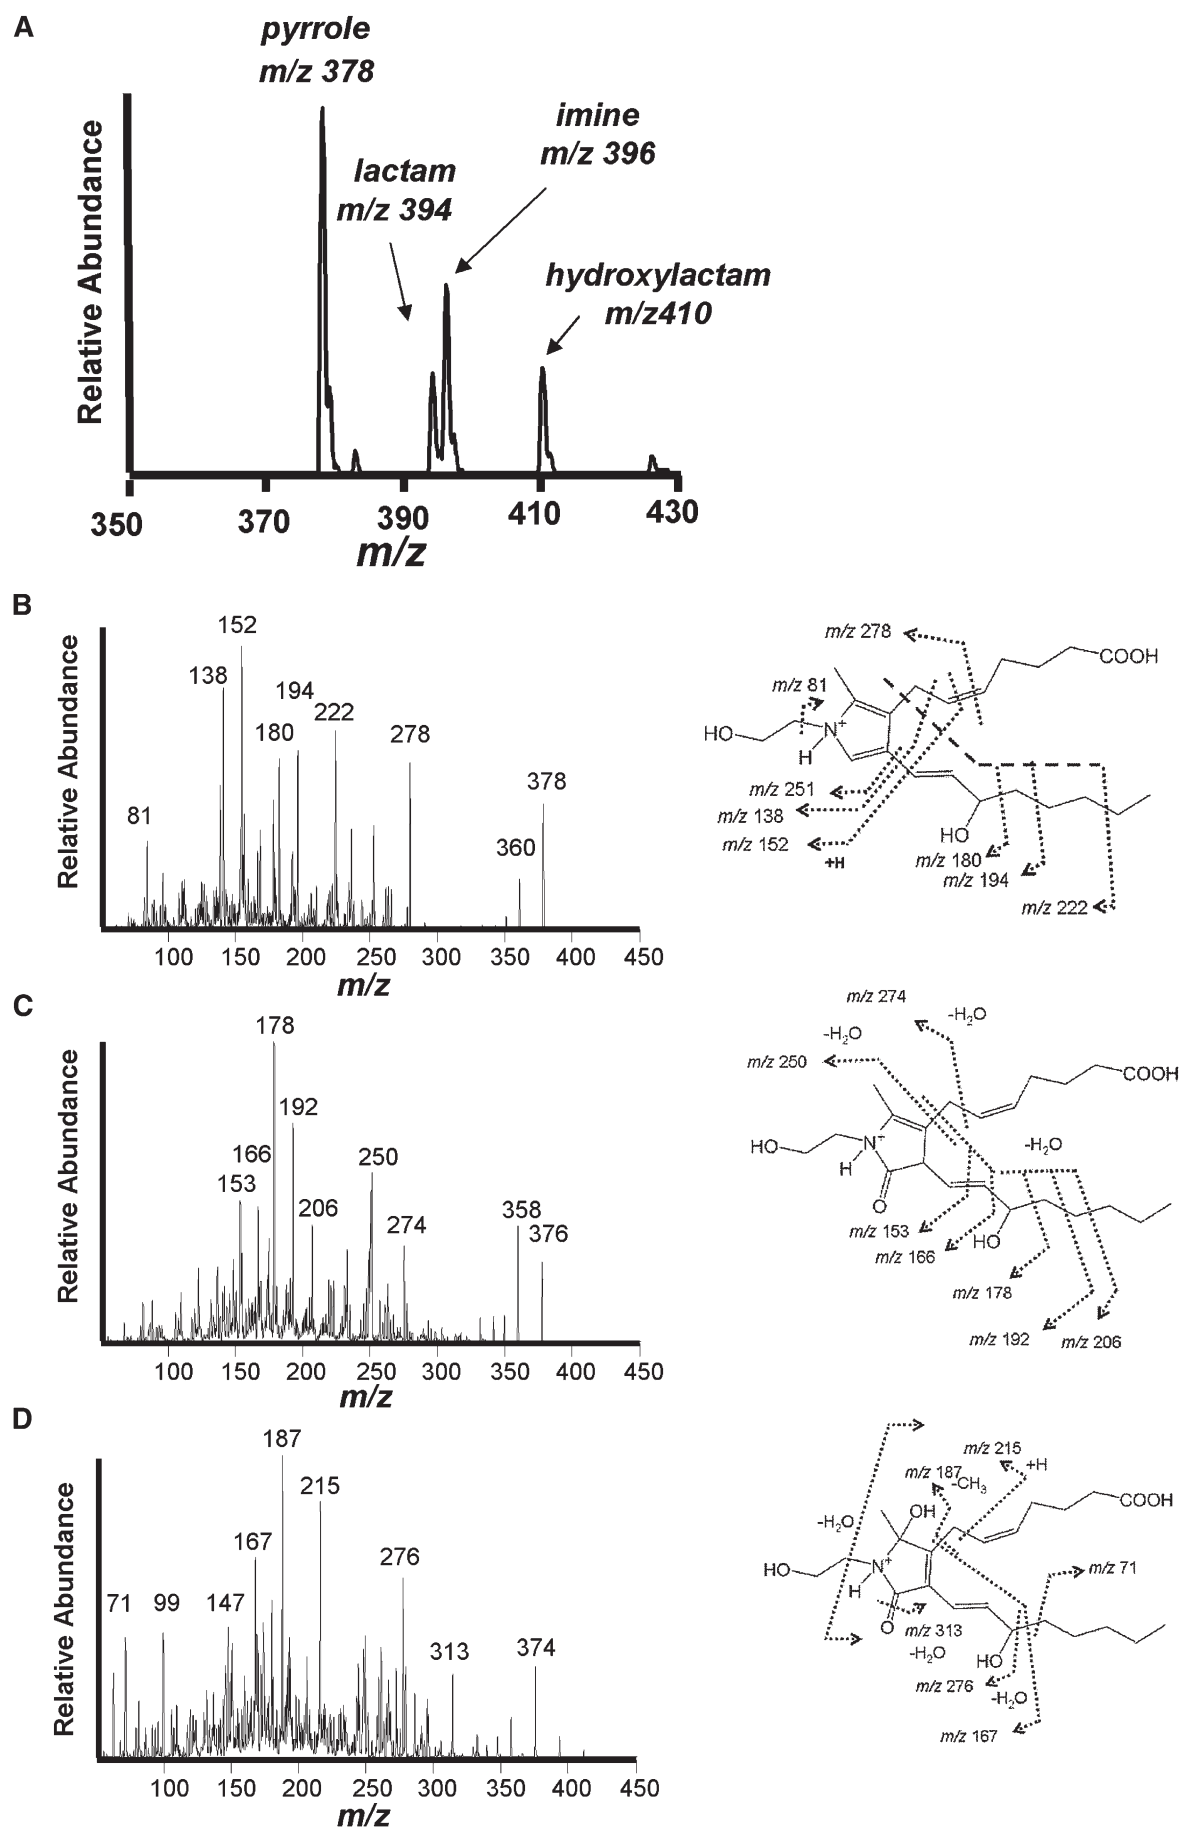 A
pyrrole
m/z 378
imine
m/z 396
lactam
m/z 394
hydroxylactam
m/z410
Relative Abundance
350 370 390 410 430
m/z
B
152
138
194
180
222
278
81
378
360
Relative Abundance
100 150 200 250 300 350 400 450
m/z
m/z 278
COOH
m/z 81
HO
N+
H
m/z 251
m/z 138
m/z 152
+H
HO
m/z 180
m/z 194
m/z 222
C
178
192
166
153
206
250
274
358
376
Relative Abundance
100 150 200 250 300 350 400 450
m/z
m/z 274
-H2O
-H2O
m/z 250
COOH
HO
N+
H
O
-H2O
m/z 153
m/z 166
HO
m/z 178
m/z 192
m/z 206
D
187
215
167
276
71
99
147
313
374
Relative Abundance
100 150 200 250 300 350 400 450
m/z
m/z 215
+H
m/z 187
-CH3
OH
COOH
-H2O
HO
N+
H
O
m/z 71
m/z 313
-H2O
HO
m/z 276
-H2O
m/z 167